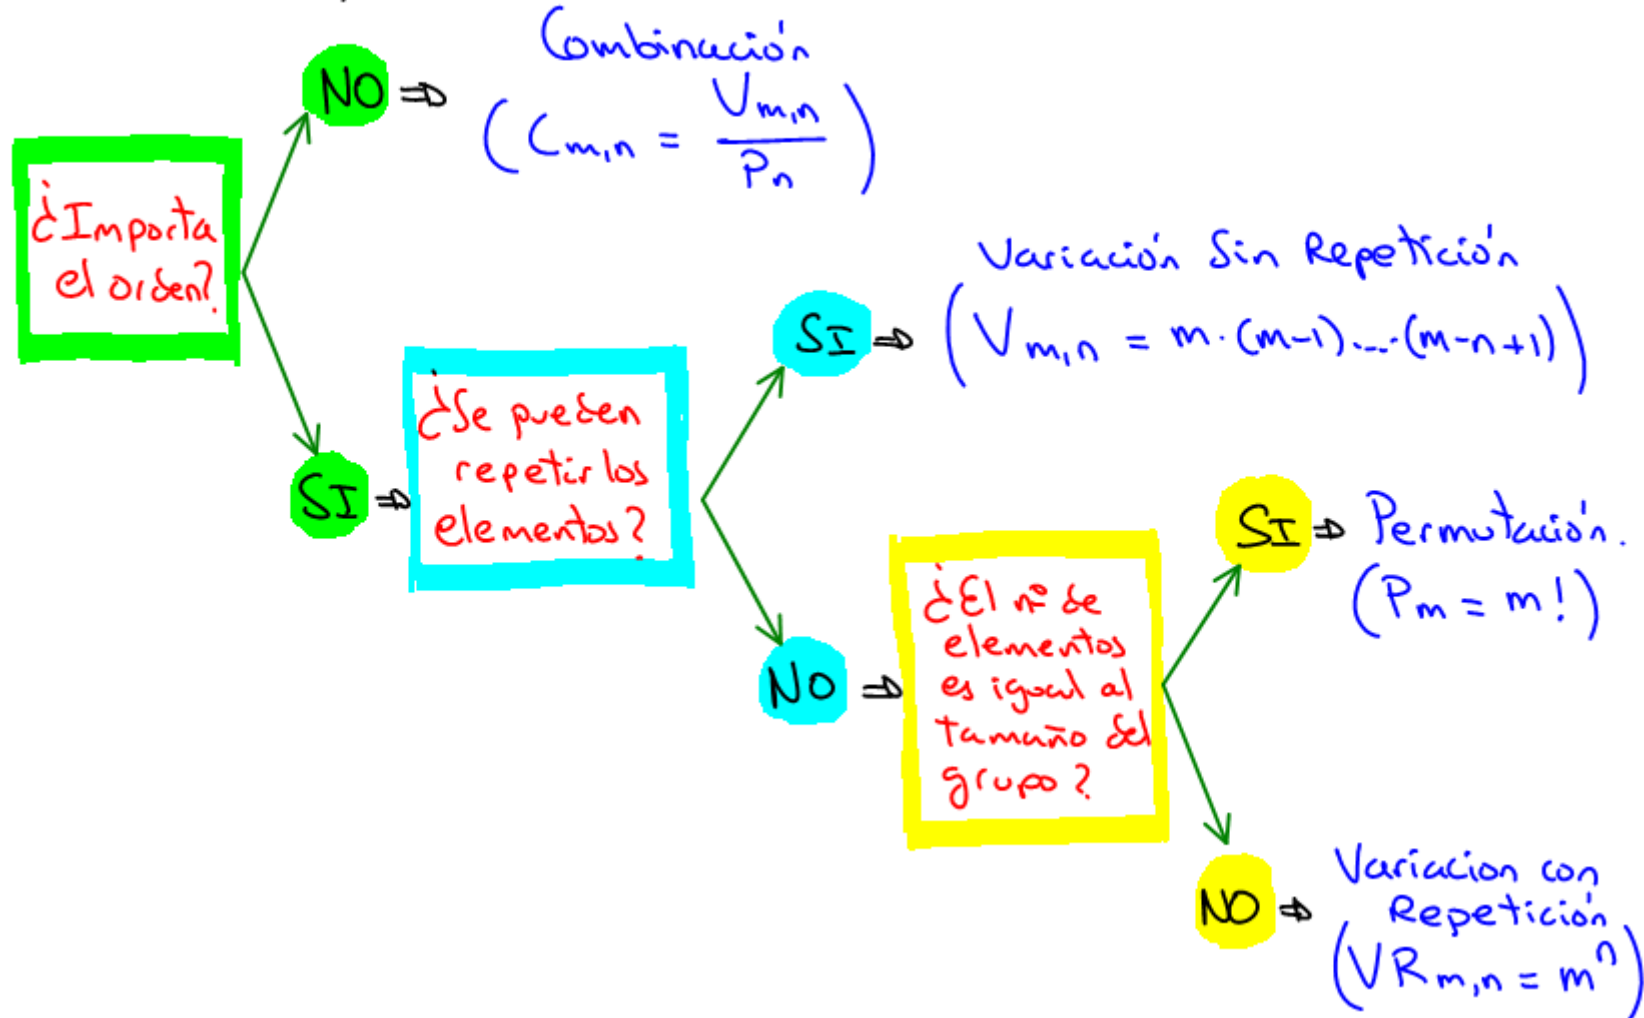 Combinación
NO ⇒
(Cm,n = Vm,n / Pn)
¿Importa
el orden?
SI ⇒
¿Se pueden
repetir los
elementos?
Variación Sin Repetición
SI ⇒
(Vm,n = m·(m-1)...·(m-n+1))
NO ⇒
¿El nº de
elementos
es igual al
tamaño del
grupo?
SI ⇒ Permutación.
(Pm = m!)
NO ⇒
Variacion con
Repetición
(VRm,n = mⁿ)